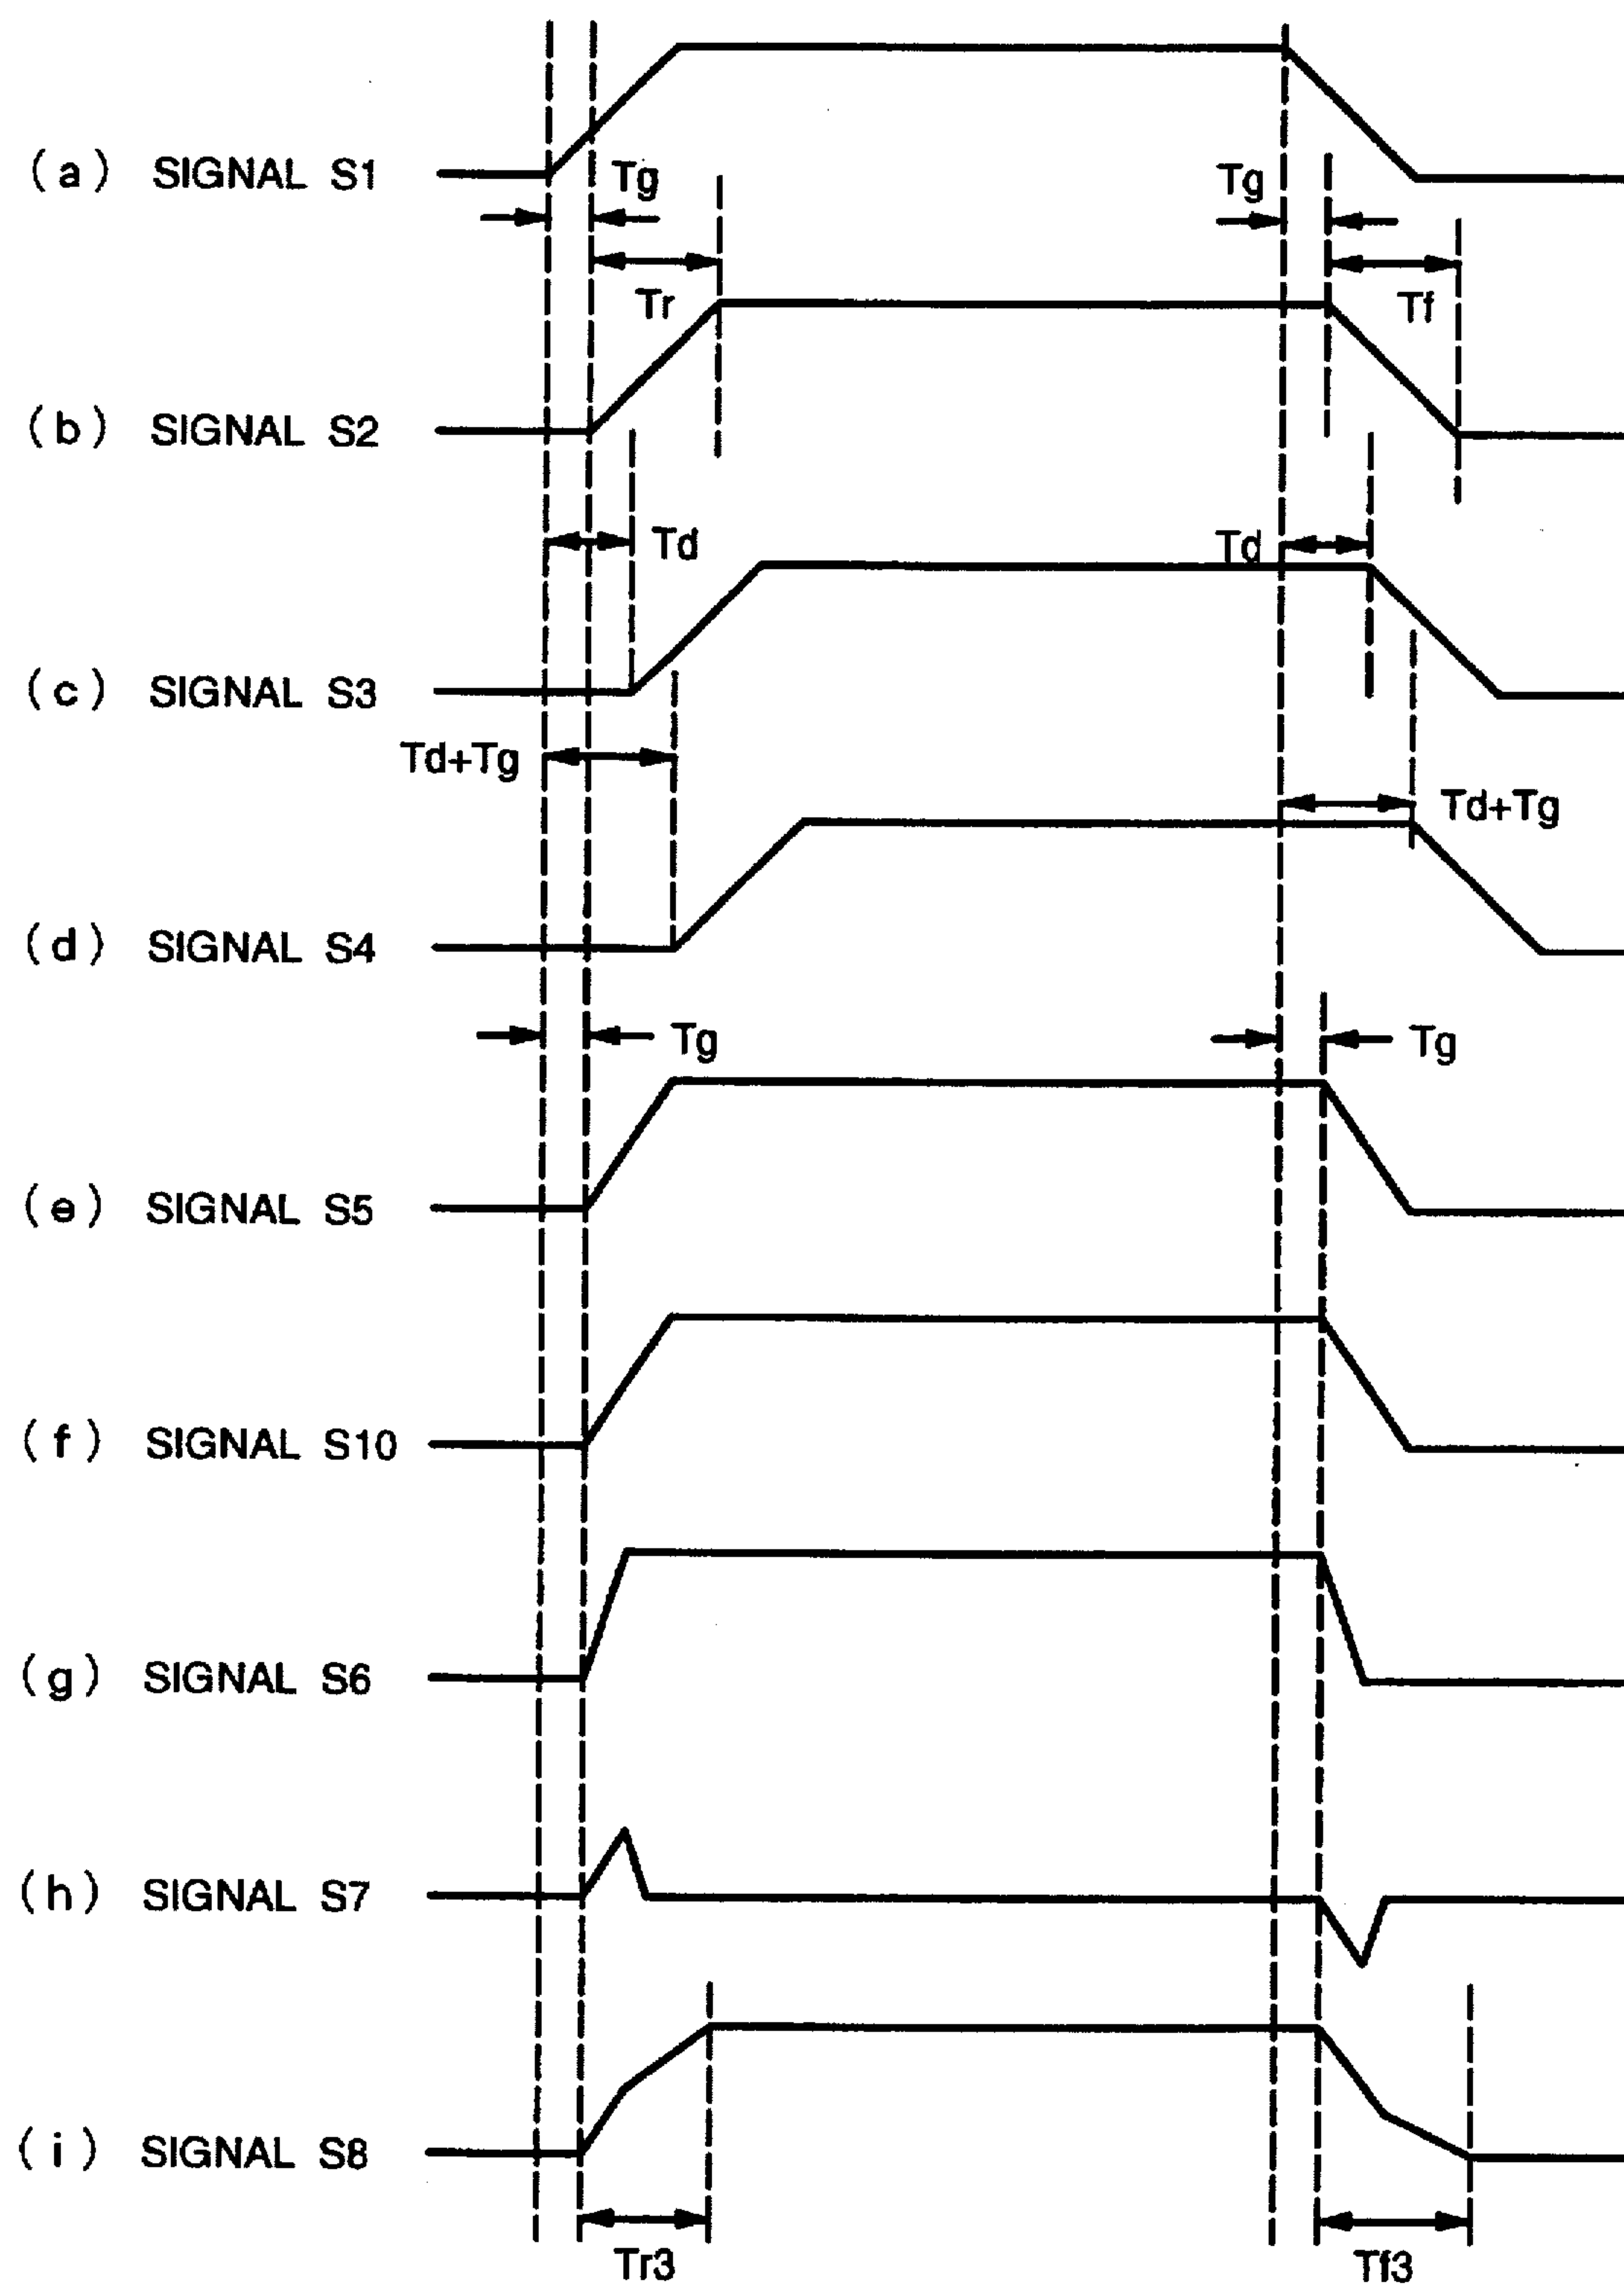 (a) SIGNAL S1
Tg
Tg
Tr
Tf
(b) SIGNAL S2
Td
Td
(c) SIGNAL S3
Td+Tg
Td+Tg
(d) SIGNAL S4
Tg
Tg
(e) SIGNAL S5
(f) SIGNAL S10
(g) SIGNAL S6
(h) SIGNAL S7
(i) SIGNAL S8
Tr3
Tf3